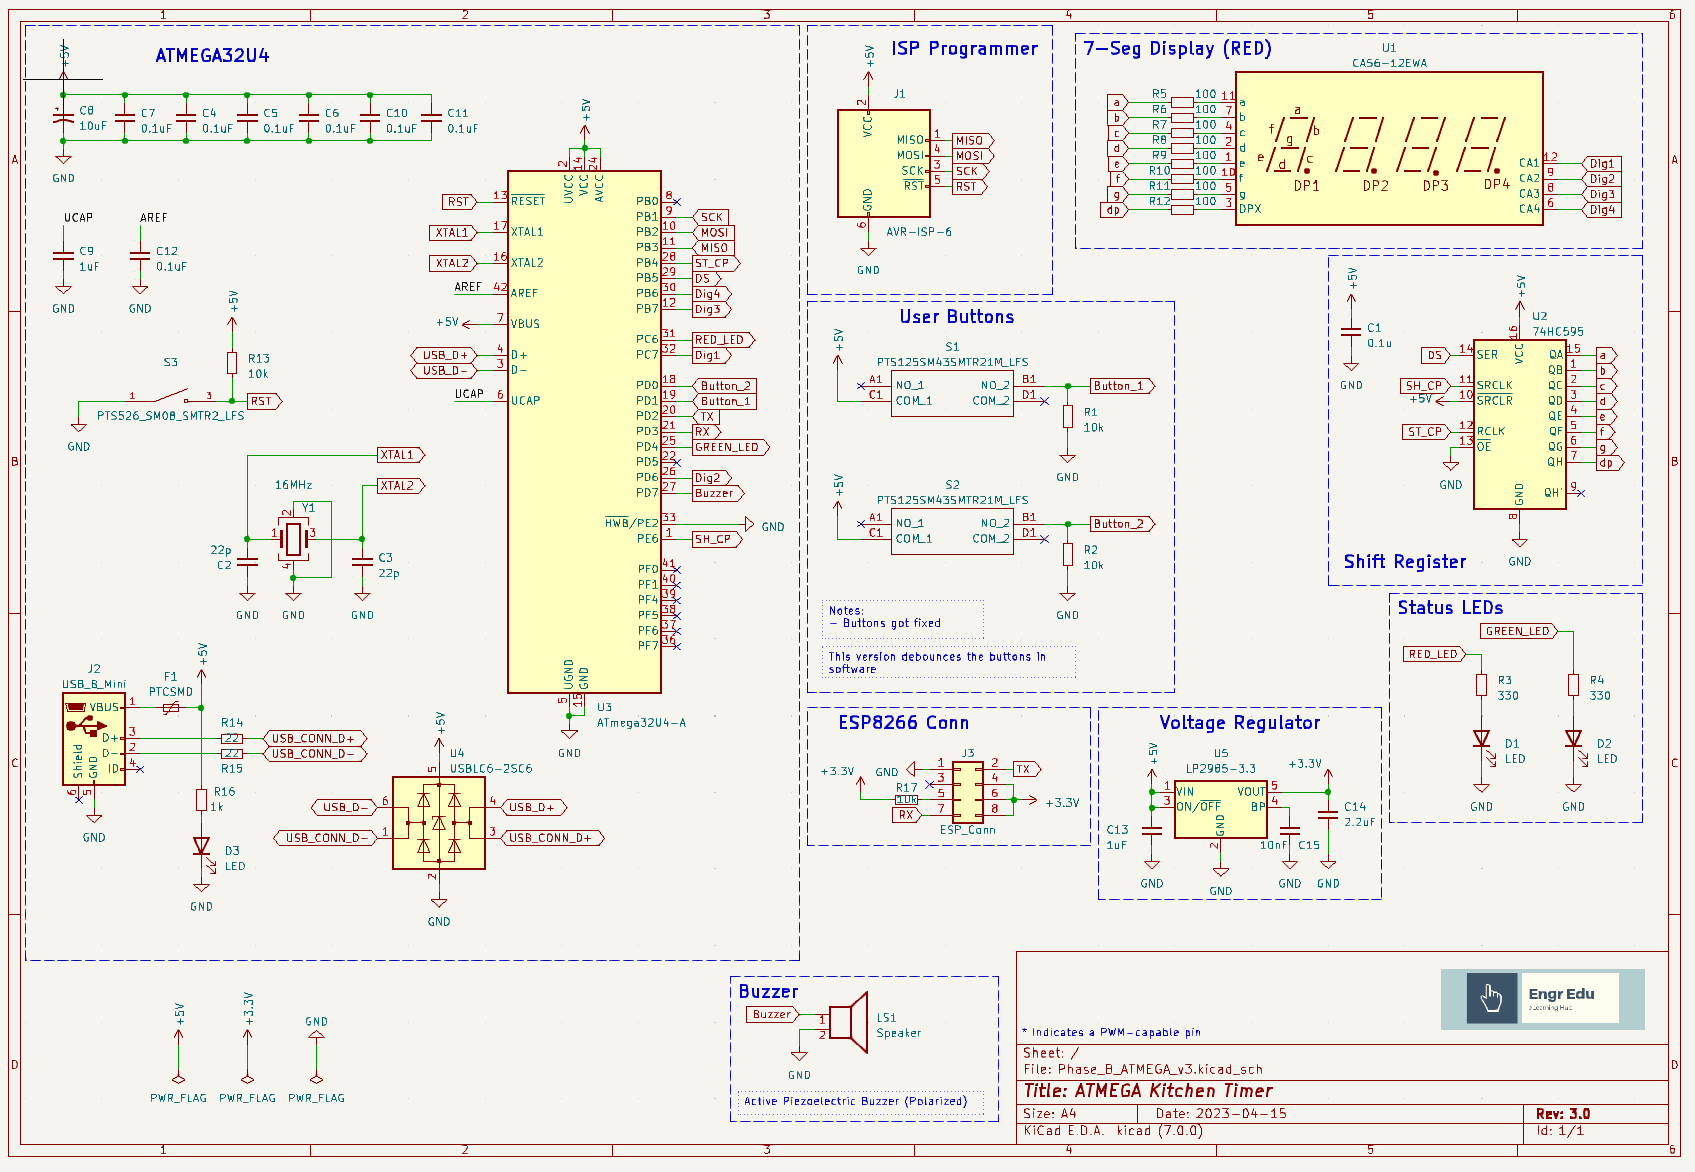 1 2 3 4 5 6
A B C D
ATMEGA32U4
+5V
C8 10uF
C7 0.1uF
C4 0.1uF
C5 0.1uF
C6 0.1uF
C10 0.1uF
C11 0.1uF
GND
UCAP
C9 1uF
GND
AREF
C12 0.1uF
GND
+5V
R13 10k
S3
1 3
RST
PTS526_SM08_SMTR2_LFS
GND
XTAL1
XTAL2
16MHz
Y1
1 2 3 4
22p C2
C3 22p
GND GND GND
+5V
2 14 24
UVCC VCC AVCC
RST 13 RESET
XTAL1 17 XTAL1
XTAL2 16 XTAL2
AREF 42 AREF
+5V 7 VBUS
USB_D+ 4 D+
USB_D- 3 D-
UCAP 6 UCAP
PB0 8
PB1 9 SCK
PB2 10 MOSI
PB3 11 MISO
PB4 28 ST_CP
PB5 29 DS
PB6 30 Dig4
PB7 12 Dig3
PC6 31 RED_LED
PC7 32 Dig1
PD0 18 Button_2
PD1 19 Button_1
PD2 20 TX
PD3 21 RX
PD4 25 GREEN_LED
PD5 22
PD6 26 Dig2
PD7 27 Buzzer
HWB/PE2 33 GND
PE6 1 SH_CP
PF0 41
PF1 40
PF4 39
PF5 38
PF6 37
PF7 36
UGND GND
5 15
U3
ATmega32U4-A
GND
J2
USB_B_Mini
VBUS 1
D+ 3
D- 2
ID 4
Shield GND
6 5
GND
F1
PTCSMD
+5V
R14
22 USB_CONN_D+
22 USB_CONN_D-
R15
R16 1k
D3 LED
GND
+5V
U4
USBLC6-2SC6
5
USB_D- 6
4 USB_D+
USB_CONN_D- 1
3 USB_CONN_D+
2
GND
+5V +3.3V GND
PWR_FLAG PWR_FLAG PWR_FLAG
ISP Programmer
+5V
J1
2
VCC
MISO 1 MISO
MOSI 4 MOSI
SCK 3 SCK
RST 5 RST
GND
6
AVR-ISP-6
GND
7-Seg Display (RED)
U1
CA56-12EWA
a R5 100 11 a
b R6 100 7 b
c R7 100 4 c
d R8 100 2 d
e R9 100 1 e
f R10 100 10 f
g R11 100 5 g
dp R12 100 3 DPX
a
f b
g
e c
d
DP1 DP2 DP3 DP4
CA1 12 Dig1
CA2 9 Dig2
CA3 8 Dig3
CA4 6 Dig4
User Buttons
+5V
S1
PTS125SM43SMTR21M_LFS
A1 NO_1 NO_2 B1 Button_1
C1 COM_1 COM_2 D1
R1 10k
GND
+5V
S2
PTS125SM43SMTR21M_LFS
A1 NO_1 NO_2 B1 Button_2
C1 COM_1 COM_2 D1
R2 10k
GND
Notes:
- Buttons got fixed
This version debounces the buttons in
software
+5V
C1 0.1u
GND
+5V
U2
74HC595
16
VCC
DS 14 SER
SH_CP 11 SRCLK
+5V 10 SRCLR
ST_CP 12 RCLK
13 OE
GND
QA 15 a
QB 1 b
QC 2 c
QD 3 d
QE 4 e
QF 5 f
QG 6 g
QH 7 dp
QH' 9
GND
8
GND
Shift Register
Status LEDs
GREEN_LED
RED_LED
R3 330
R4 330
D1 LED
D2 LED
GND GND
ESP8266 Conn
J3
+3.3V
GND 1 2 TX
3 4
R17 10k 5 6 +3.3V
RX 7 8
ESP_Conn
Voltage Regulator
+5V
U5
LP2985-3.3
+3.3V
1 VIN VOUT 5
3 ON/OFF BP 4
GND
2
C13 1uF
C14 2.2uF
10nF C15
GND GND GND GND
Buzzer
Buzzer 1
2
LS1
Speaker
GND
Active Piezoelectric Buzzer (Polarized)
Engr Edu
eLearning Hub
* Indicates a PWM-capable pin
Sheet: /
File: Phase_B_ATMEGA_v3.kicad_sch
Title: ATMEGA Kitchen Timer
Size: A4 Date: 2023-04-15 Rev: 3.0
KiCad E.D.A. kicad (7.0.0) Id: 1/1
1 2 3 4 5 6